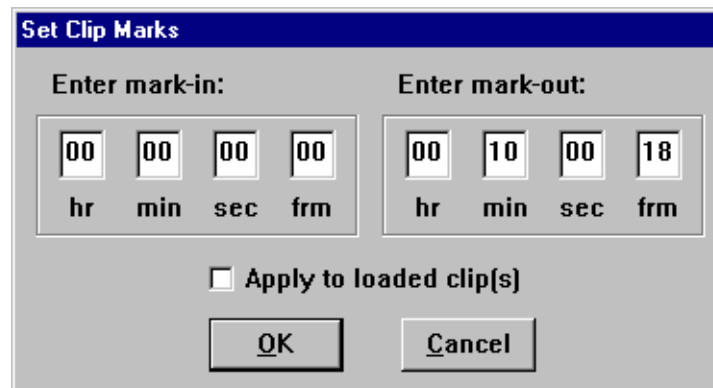 Set Clip Marks
Enter mark-in: Enter mark-out:
00 00 00 00 00 10 00 18
hr min sec frm hr min sec frm
Apply to loaded clip(s)
OK Cancel